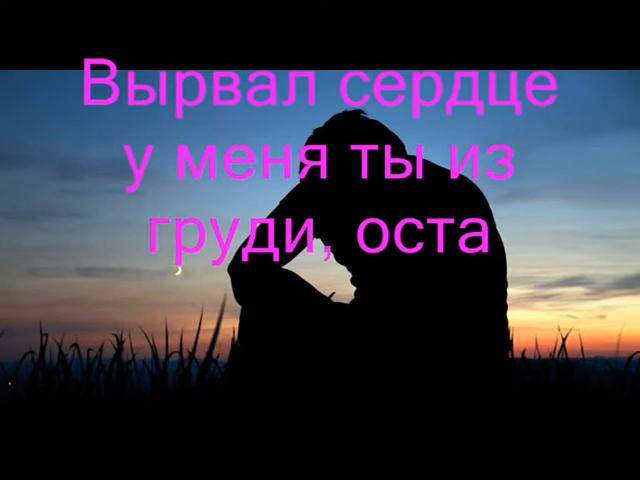 Вырвал сердце
у меня ты из
груди, оста